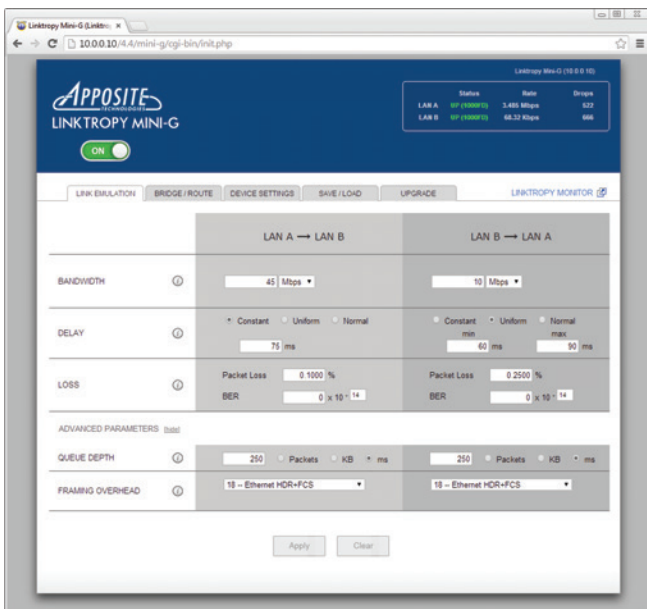 Linktropy Mini-G (Linktro
10.0.0.10/4.4/mini-g/cgi-bin/init.php
Linktropy Mini-G (10.0.0.10)
Status Rate Drops
LAN A UP (1000FD) 3.485 Mbps 522
LAN B UP (1000FD) 68.32 Kbps 666
APPOSITE
TECHNOLOGIES
LINKTROPY MINI-G
ON
LINK EMULATION BRIDGE / ROUTE DEVICE SETTINGS SAVE / LOAD UPGRADE LINKTROPY MONITOR
LAN A → LAN B LAN B → LAN A
BANDWIDTH i 45 Mbps 10 Mbps
DELAY i Constant Uniform Normal Constant Uniform Normal
min max
75 ms 60 ms 90 ms
LOSS i Packet Loss 0.1000 % Packet Loss 0.2500 %
BER 0 x 10 - 14 BER 0 x 10 - 14
ADVANCED PARAMETERS [hide]
QUEUE DEPTH i 250 Packets KB ms 250 Packets KB ms
FRAMING OVERHEAD i 18 -- Ethernet HDR+FCS 18 -- Ethernet HDR+FCS
Apply Clear